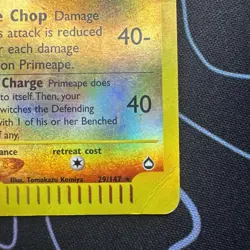 Chop Damage
s attack is reduced
r each damage
on Primeape.
40-
Charge Primeape does
to itself. Then, your
witches the Defending
with 1 of his or her Benched
f any.
40
ance retreat cost
Illus. Tomokazu Komiya 29/147